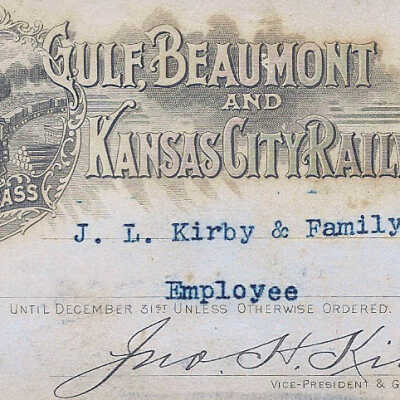 GULF, BEAUMONT
AND
KANSAS CITY RAIL
PASS
J. L. Kirby & Family
Employee
UNTIL DECEMBER 31ST UNLESS OTHERWISE ORDERED.
Jno. H. Ki
VICE-PRESIDENT & G